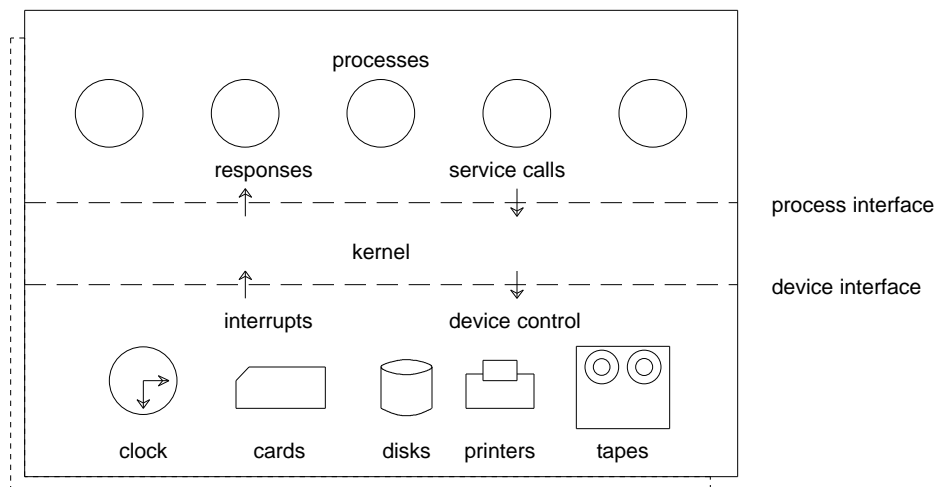 processes
responses
service calls
process interface
kernel
device interface
interrupts
device control
clock
cards
disks
printers
tapes